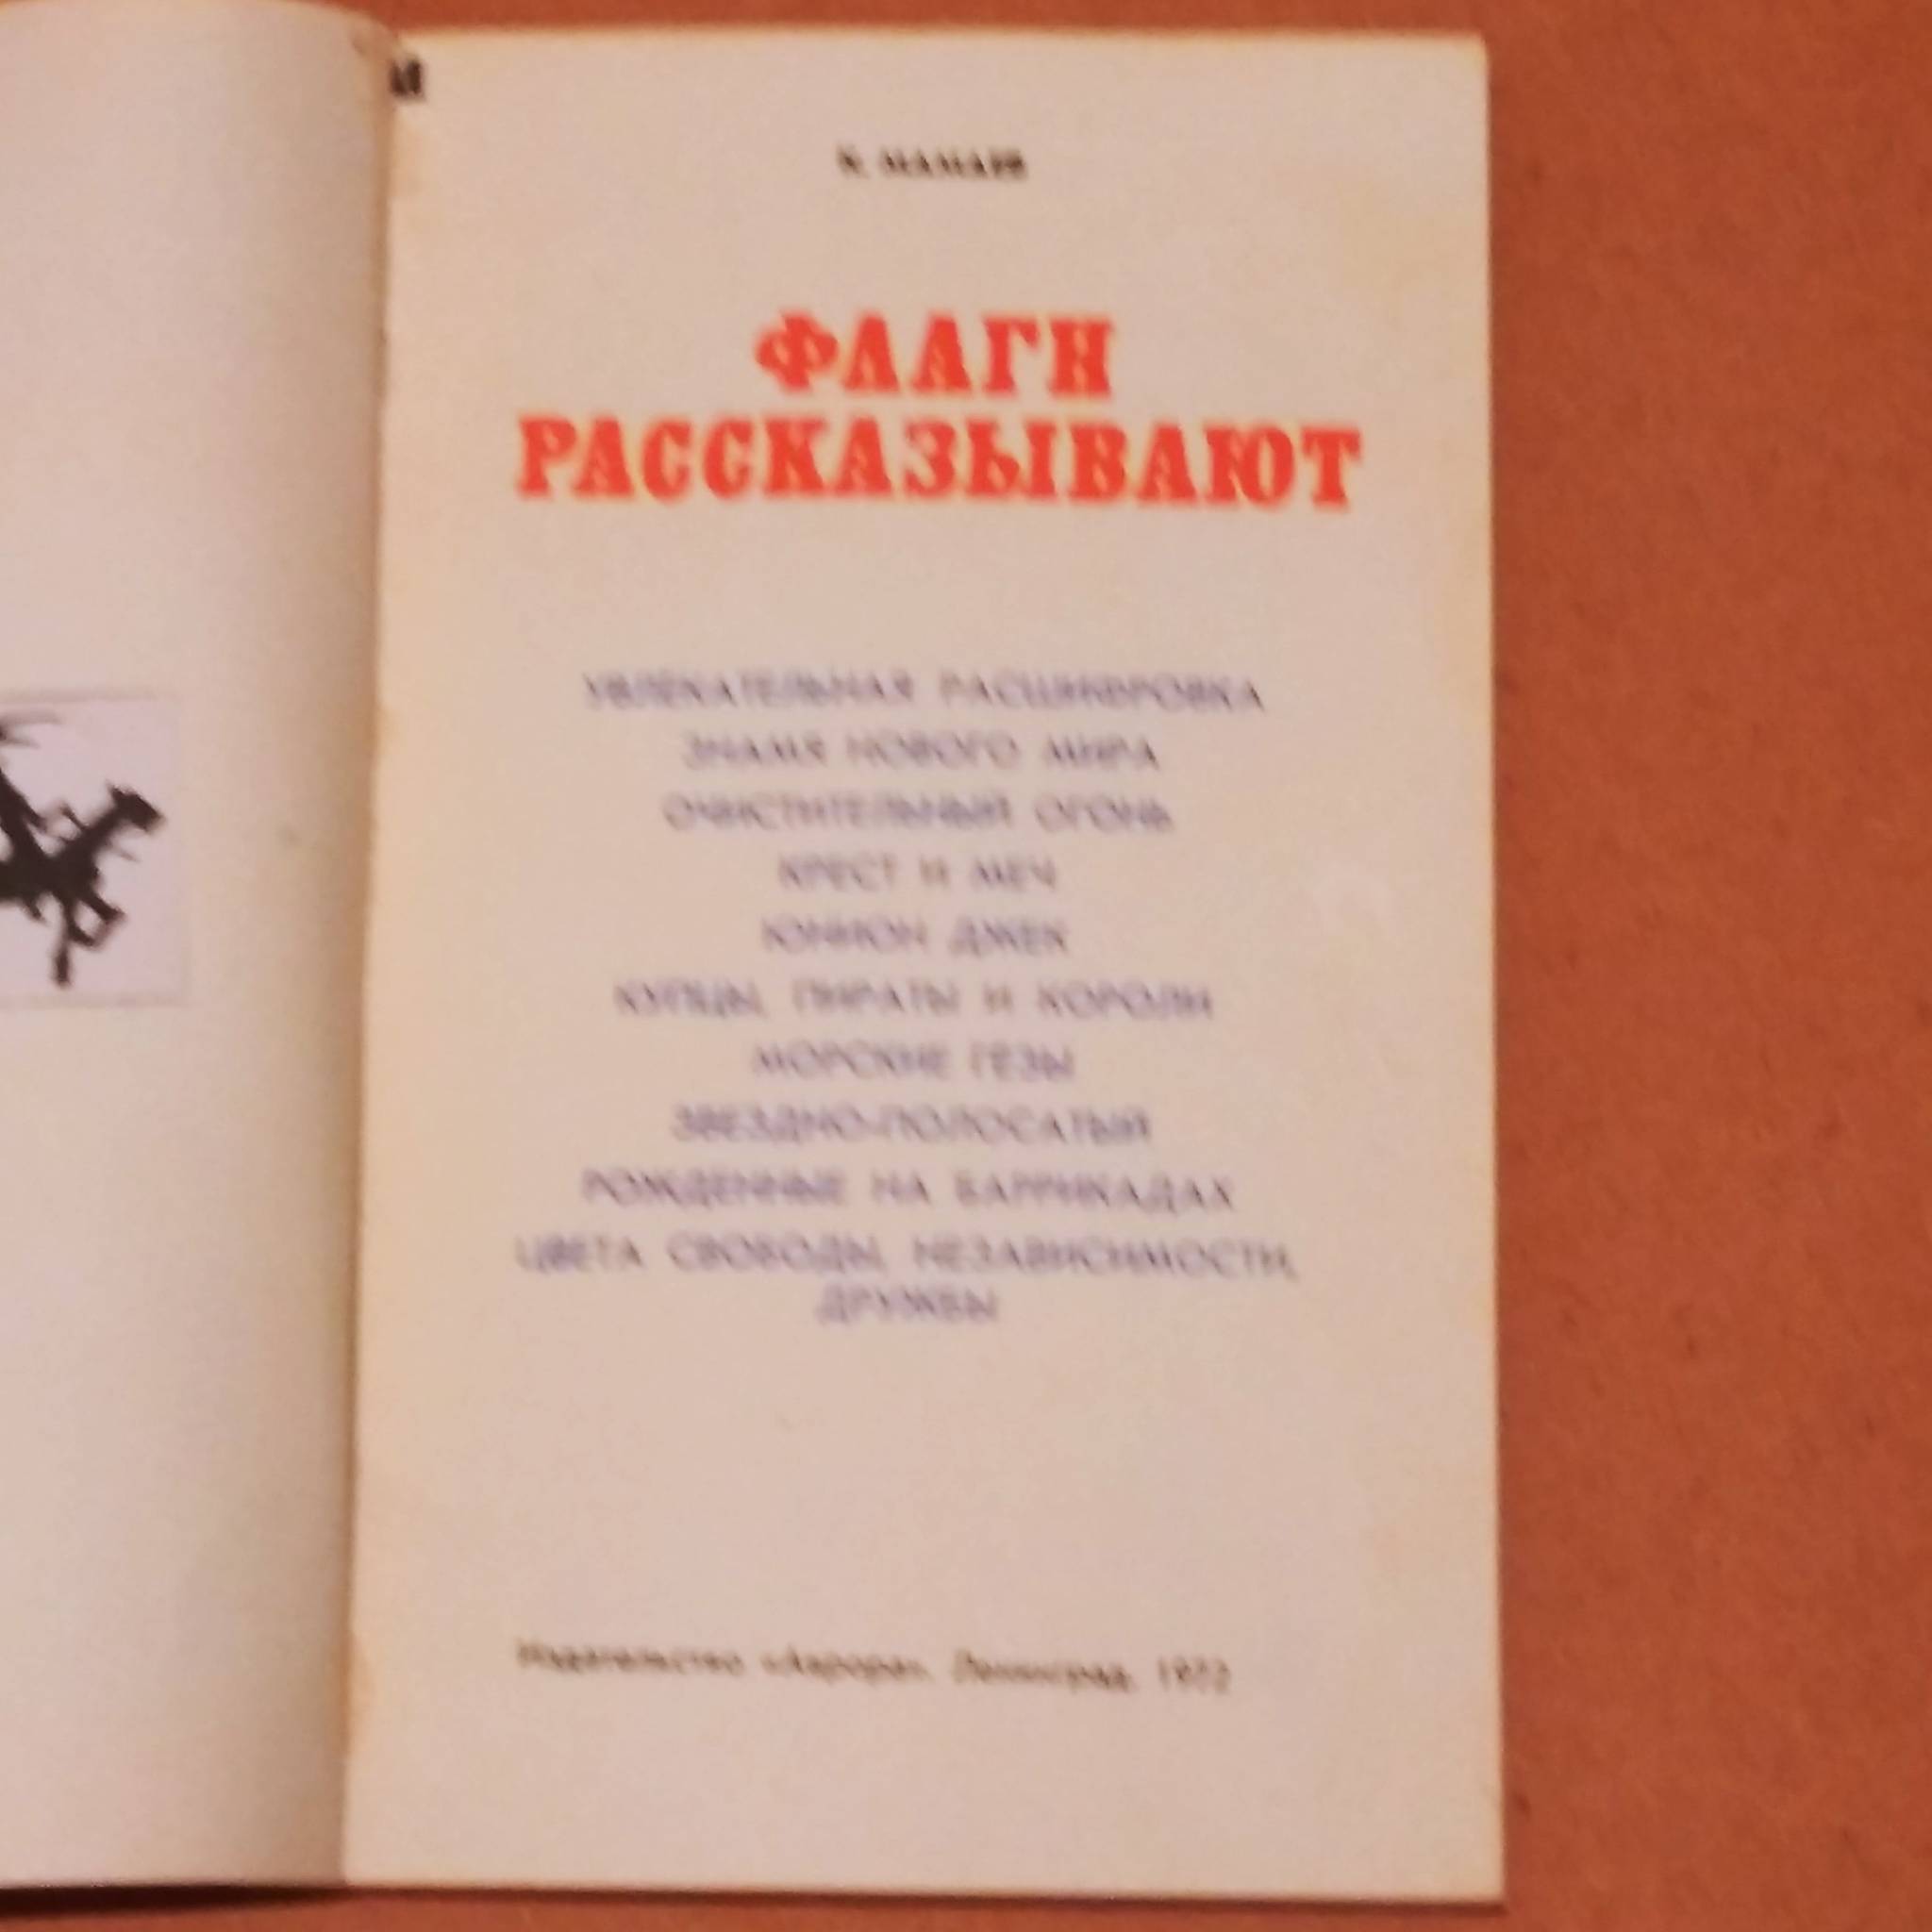 К. МАМАЕВ
ФЛАГИ
РАССКАЗЫВАЮТ
УВЛЕКАТЕЛЬНАЯ РАСШИФРОВКА
ЗНАМЯ НОВОГО МИРА
ОЧИСТИТЕЛЬНЫЙ ОГОНЬ
КРЕСТ И МЕЧ
ЮНИОН ДЖЕК
КУПЦЫ, ПИРАТЫ И КОРОЛИ
МОРСКИЕ ГЕЗЫ
ЗВЕЗДНО-ПОЛОСАТЫЙ
РОЖДЕННЫЕ НА БАРРИКАДАХ
ЦВЕТА СВОБОДЫ, НЕЗАВИСИМОСТИ,
ДРУЖБЫ
Издательство «Аврора». Ленинград. 1972